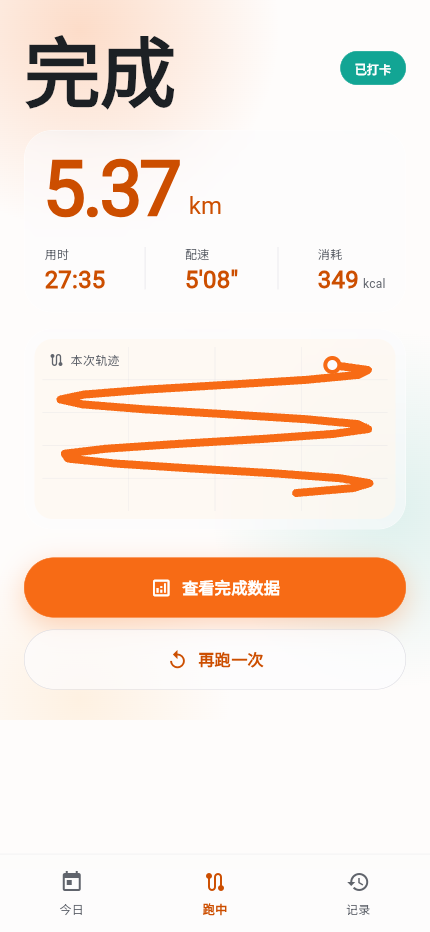 完成
已打卡
5.37 km
用时
27:35
配速
5'08"
消耗
349 kcal
本次轨迹
查看完成数据
再跑一次
今日
跑中
记录